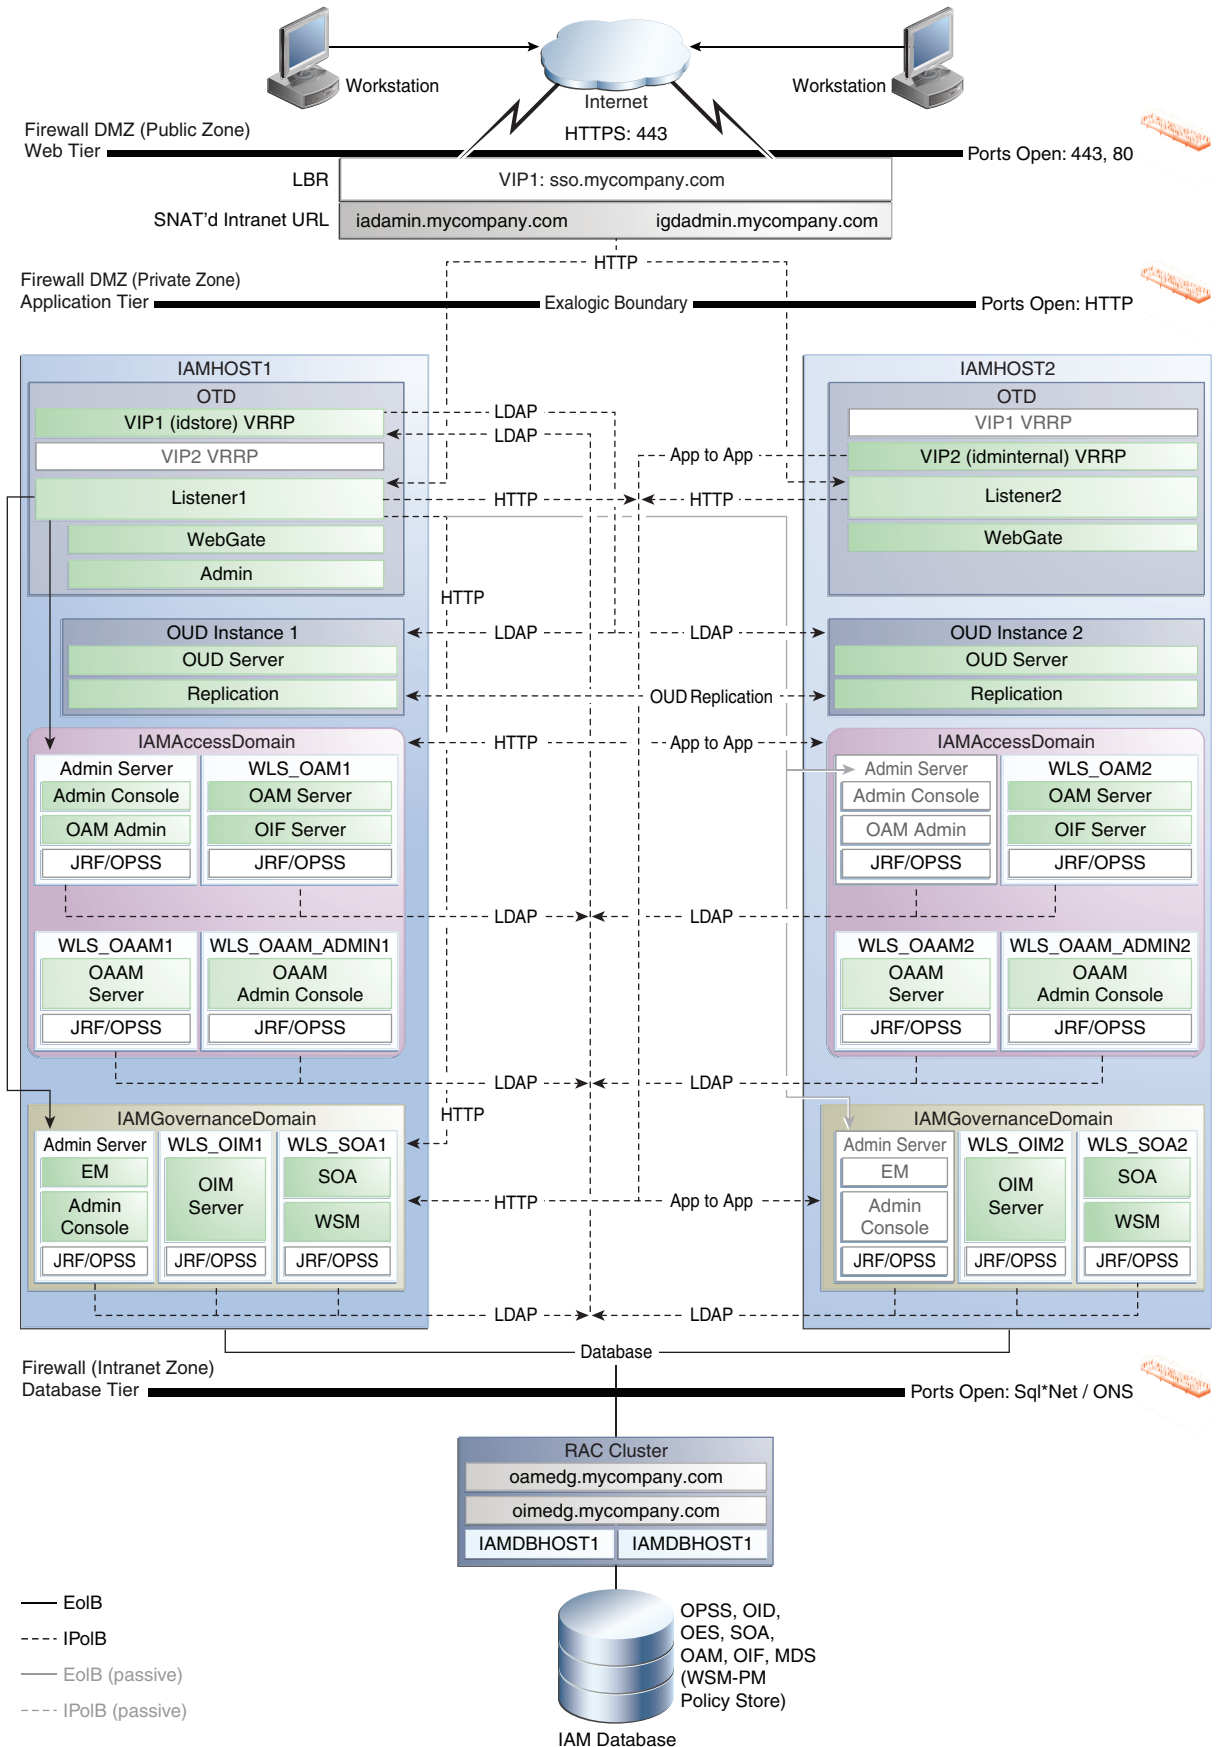 Workstation
Workstation
Internet
HTTPS: 443
Firewall DMZ (Public Zone)
Web Tier
Ports Open: 443, 80
LBR
VIP1: sso.mycompany.com
SNAT'd Intranet URL
iadamin.mycompany.com
igdadmin.mycompany.com
HTTP
Firewall DMZ (Private Zone)
Application Tier
Exalogic Boundary
Ports Open: HTTP
IAMHOST1
OTD
VIP1 (idstore) VRRP
VIP2 VRRP
Listener1
WebGate
Admin
OUD Instance 1
OUD Server
Replication
IAMAccessDomain
Admin Server
Admin Console
OAM Admin
JRF/OPSS
WLS_OAM1
OAM Server
OIF Server
JRF/OPSS
WLS_OAAM1
OAAM
Server
JRF/OPSS
WLS_OAAM_ADMIN1
OAAM
Admin Console
JRF/OPSS
IAMGovernanceDomain
Admin Server
EM
Admin
Console
JRF/OPSS
WLS_OIM1
OIM
Server
JRF/OPSS
WLS_SOA1
SOA
WSM
JRF/OPSS
LDAP
LDAP
App to App
HTTP
HTTP
HTTP
LDAP
LDAP
OUD Replication
HTTP
App to App
LDAP
LDAP
LDAP
LDAP
HTTP
HTTP
App to App
LDAP
LDAP
IAMHOST2
OTD
VIP1 VRRP
VIP2 (idminternal) VRRP
Listener2
WebGate
OUD Instance 2
OUD Server
Replication
IAMAccessDomain
Admin Server
Admin Console
OAM Admin
JRF/OPSS
WLS_OAM2
OAM Server
OIF Server
JRF/OPSS
WLS_OAAM2
OAAM
Server
JRF/OPSS
WLS_OAAM_ADMIN2
OAAM
Admin Console
JRF/OPSS
IAMGovernanceDomain
Admin Server
EM
Admin
Console
JRF/OPSS
WLS_OIM2
OIM
Server
JRF/OPSS
WLS_SOA2
SOA
WSM
JRF/OPSS
Database
Firewall (Intranet Zone)
Database Tier
Ports Open: Sql*Net / ONS
RAC Cluster
oamedg.mycompany.com
oimedg.mycompany.com
IAMDBHOST1
IAMDBHOST1
EoIB
IPoIB
EoIB (passive)
IPoIB (passive)
OPSS, OID,
OES, SOA,
OAM, OIF, MDS
(WSM-PM
Policy Store)
IAM Database